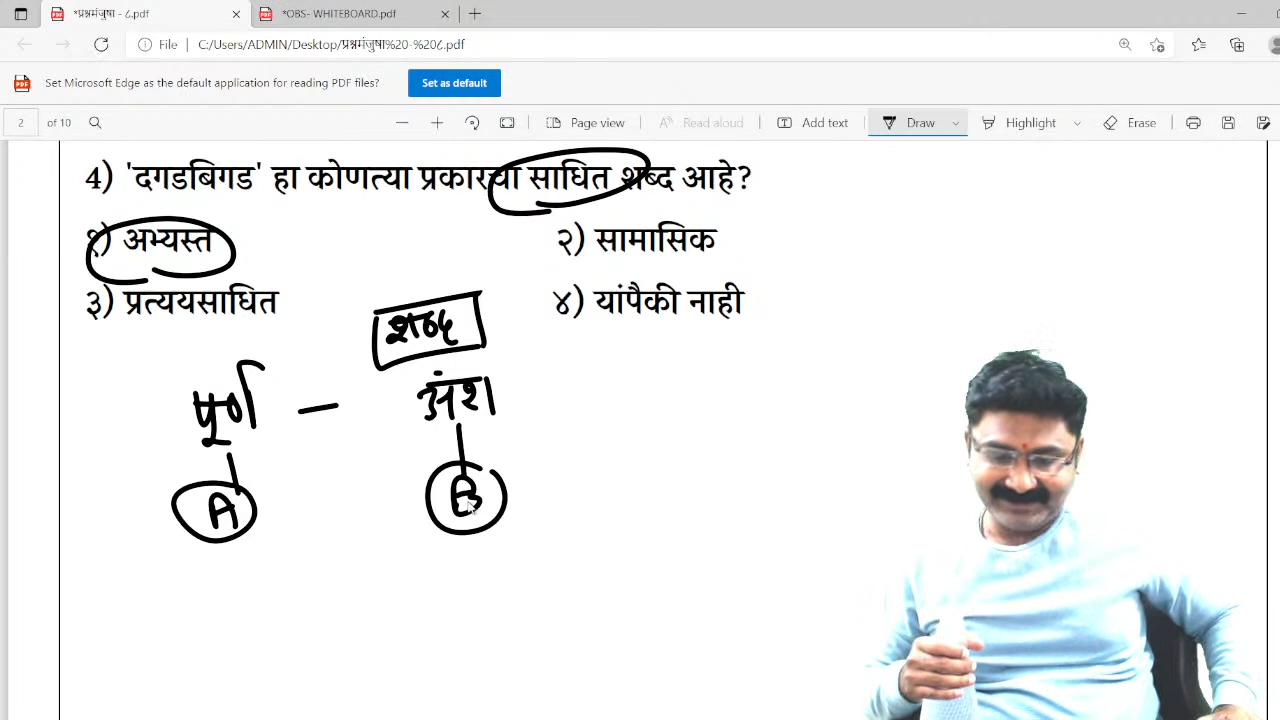 *प्रश्नमंजुषा - ८.pdf
*OBS- WHITEBOARD.pdf
File C:/Users/ADMIN/Desktop/प्रश्नमंजुषा%20-%20८.pdf
Set Microsoft Edge as the default application for reading PDF files? Set as default
2 of 10 Page view Read aloud Add text Draw Highlight Erase
4) 'दगडबिगड' हा कोणत्या प्रकारचा साधित शब्द आहे?
१) अभ्यस्त २) सामासिक
३) प्रत्ययसाधित ४) यांपैकी नाही
शब्द
पूर्ण – अंश
A B